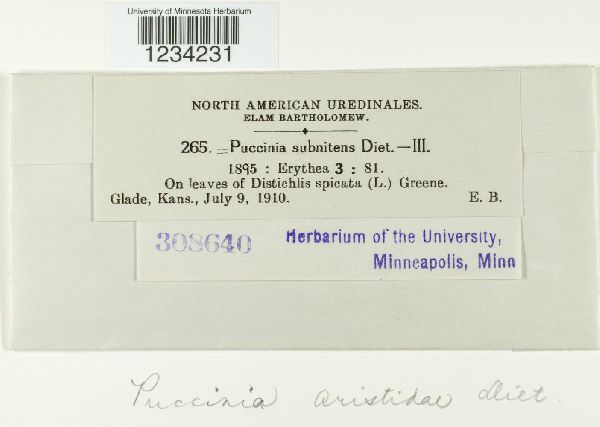 University of Minnesota Herbarium
1234231
NORTH AMERICAN UREDINALES.
ELAM BARTHOLOMEW.
265. Puccinia subnitens Diet.—III.
1895 : Erythea 3 : 81.
On leaves of Distichlis spicata (L.) Greene.
Glade, Kans., July 9, 1910. E. B.
308640 Herbarium of the University,
Minneapolis, Minn
Puccinia aristidae Diet.